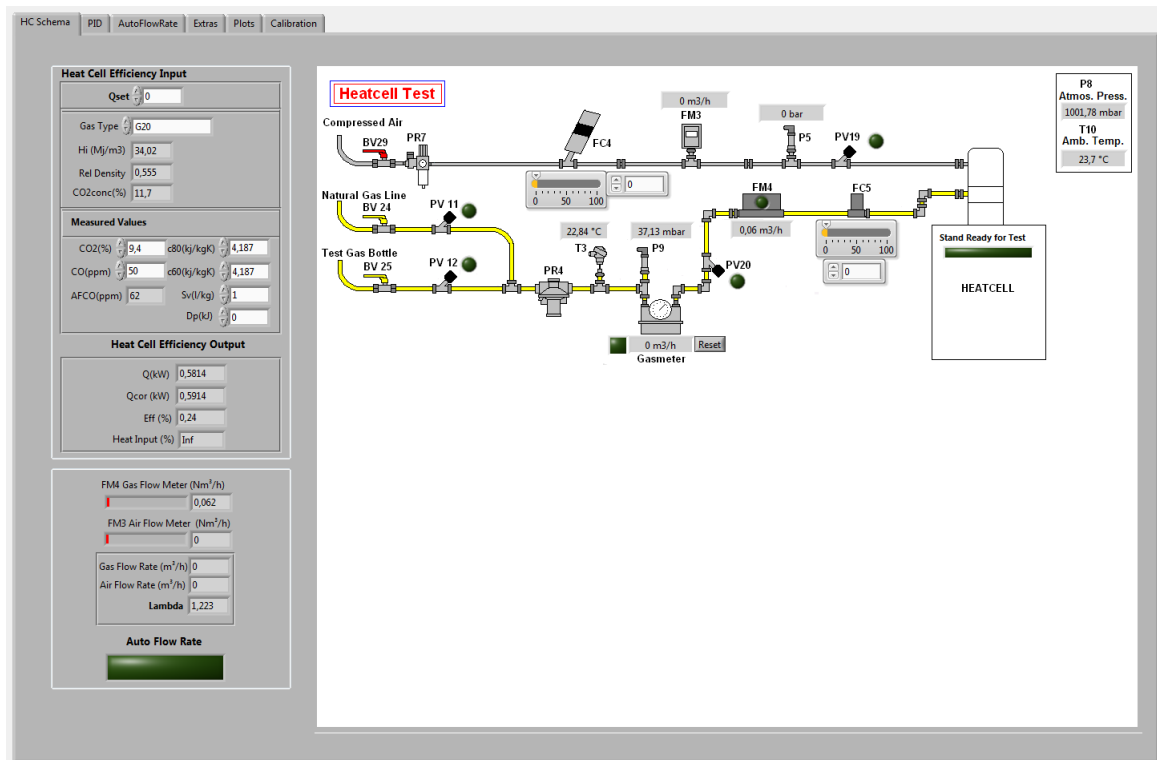 HC Schema PID AutoFlowRate Extras Plots Calibration
Heat Cell Efficiency Input
Qset 0
Gas Type G20
Hi (Mj/m3) 34,02
Rel Density 0,555
CO2conc(%) 11,7
Measured Values
CO2(%) 9,4 c80(kj/kgK) 4,187
CO(ppm) 50 c60(kj/kgK) 4,187
AFCO(ppm) 62 Sv(l/kg) 1
Dp(kJ) 0
Heat Cell Efficiency Output
Q(kW) 0,5814
Qcor (kW) 0,5914
Eff (%) 0,24
Heat Input (%) Inf
FM4 Gas Flow Meter (Nm³/h)
0,062
FM3 Air Flow Meter (Nm³/h)
0
Gas Flow Rate (m³/h) 0
Air Flow Rate (m³/h) 0
Lambda 1,223
Auto Flow Rate
Heatcell Test
Compressed Air
BV29
PR7
FC4
0 50 100
0
0 m3/h
FM3
0 bar
P5
PV19
P8
Atmos. Press.
1001,78 mbar
T10
Amb. Temp.
23,7 °C
Natural Gas Line
BV 24
PV 11
Test Gas Bottle
BV 25
PV 12
PR4
22,84 °C
T3
37,13 mbar
P9
PV20
FM4
0,06 m3/h
FC5
0 50 100
0
0 m3/h Reset
Gasmeter
Stand Ready for Test
HEATCELL